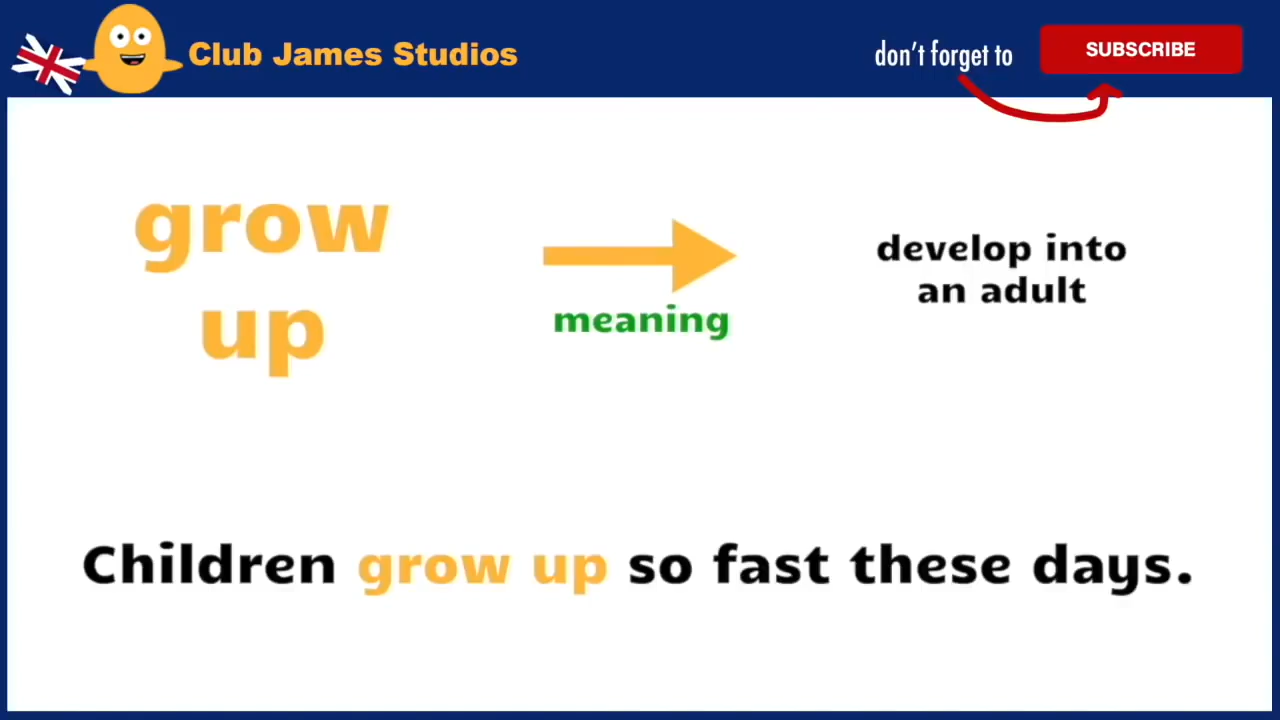 Club James Studios
don't forget to
SUBSCRIBE
grow
up
meaning
develop into
an adult
Children grow up so fast these days.